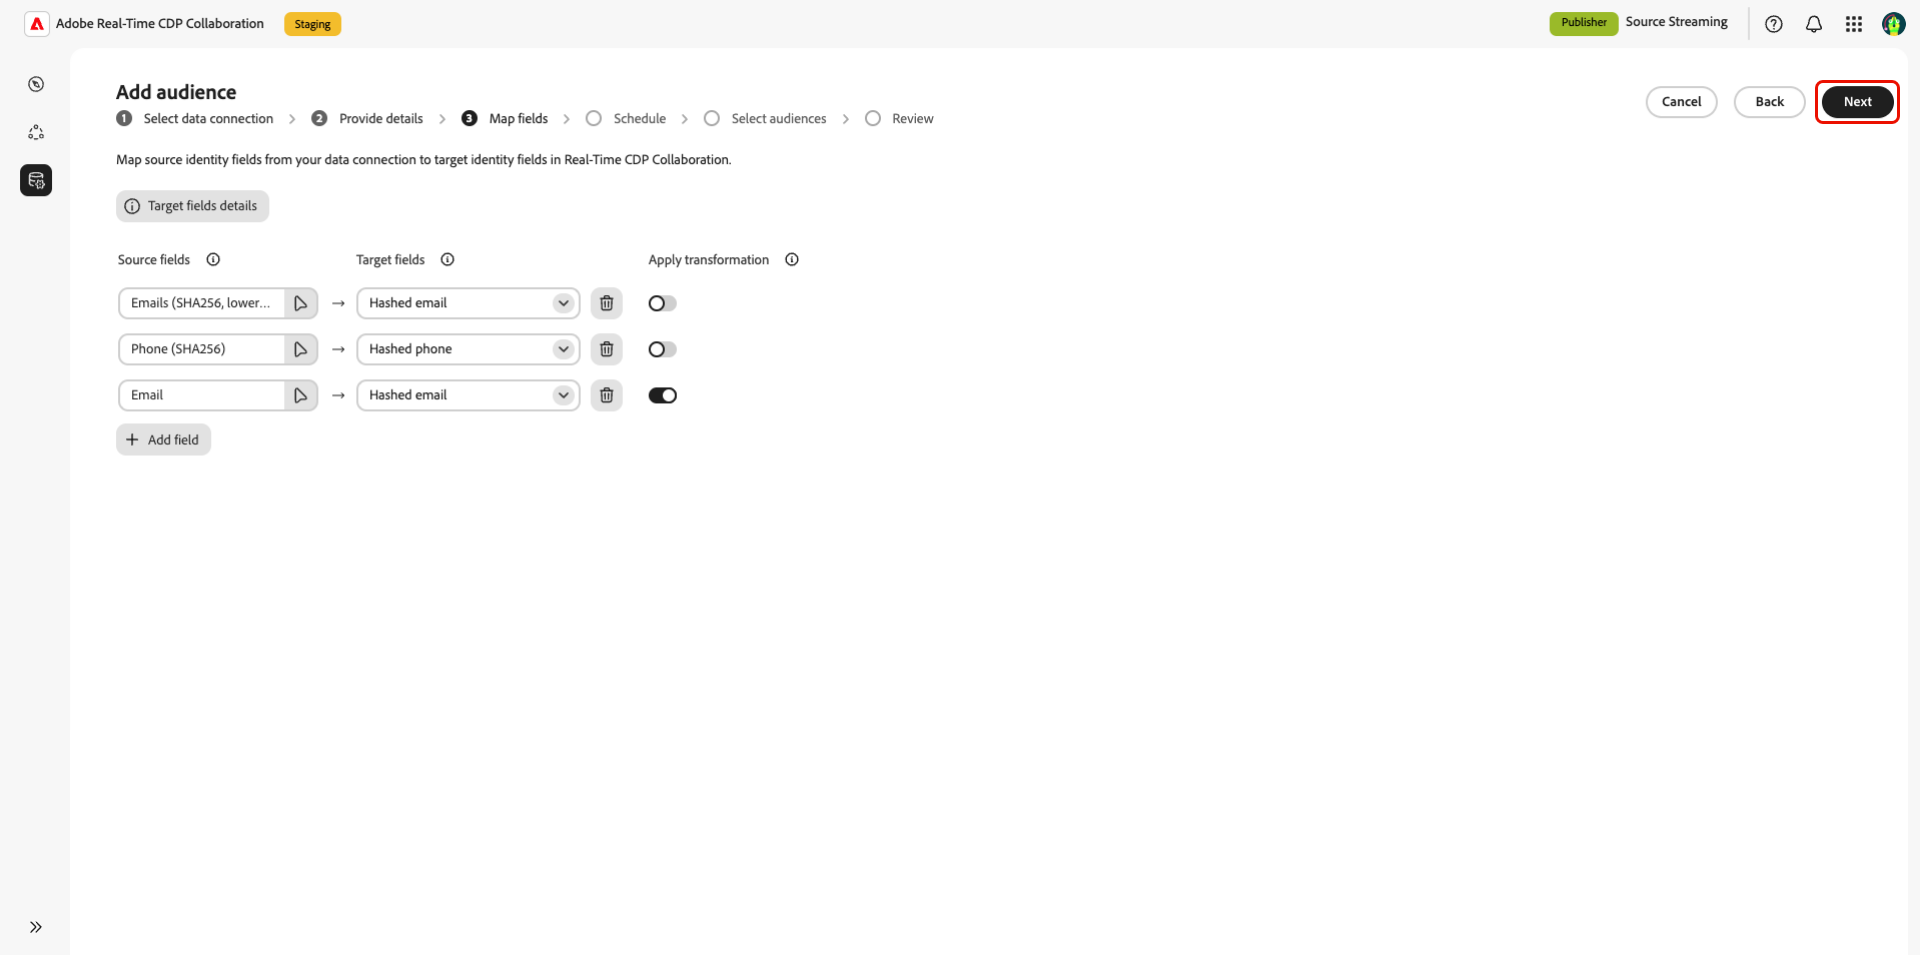 Adobe Real-Time CDP Collaboration Staging Publisher Source Streaming
Add audience
1 Select data connection 2 Provide details 3 Map fields Schedule Select audiences Review
Cancel Back Next
Map source identity fields from your data connection to target identity fields in Real-Time CDP Collaboration.
Target fields details
Source fields Target fields Apply transformation
Emails (SHA256, lower... → Hashed email
Phone (SHA256) → Hashed phone
Email → Hashed email
+ Add field